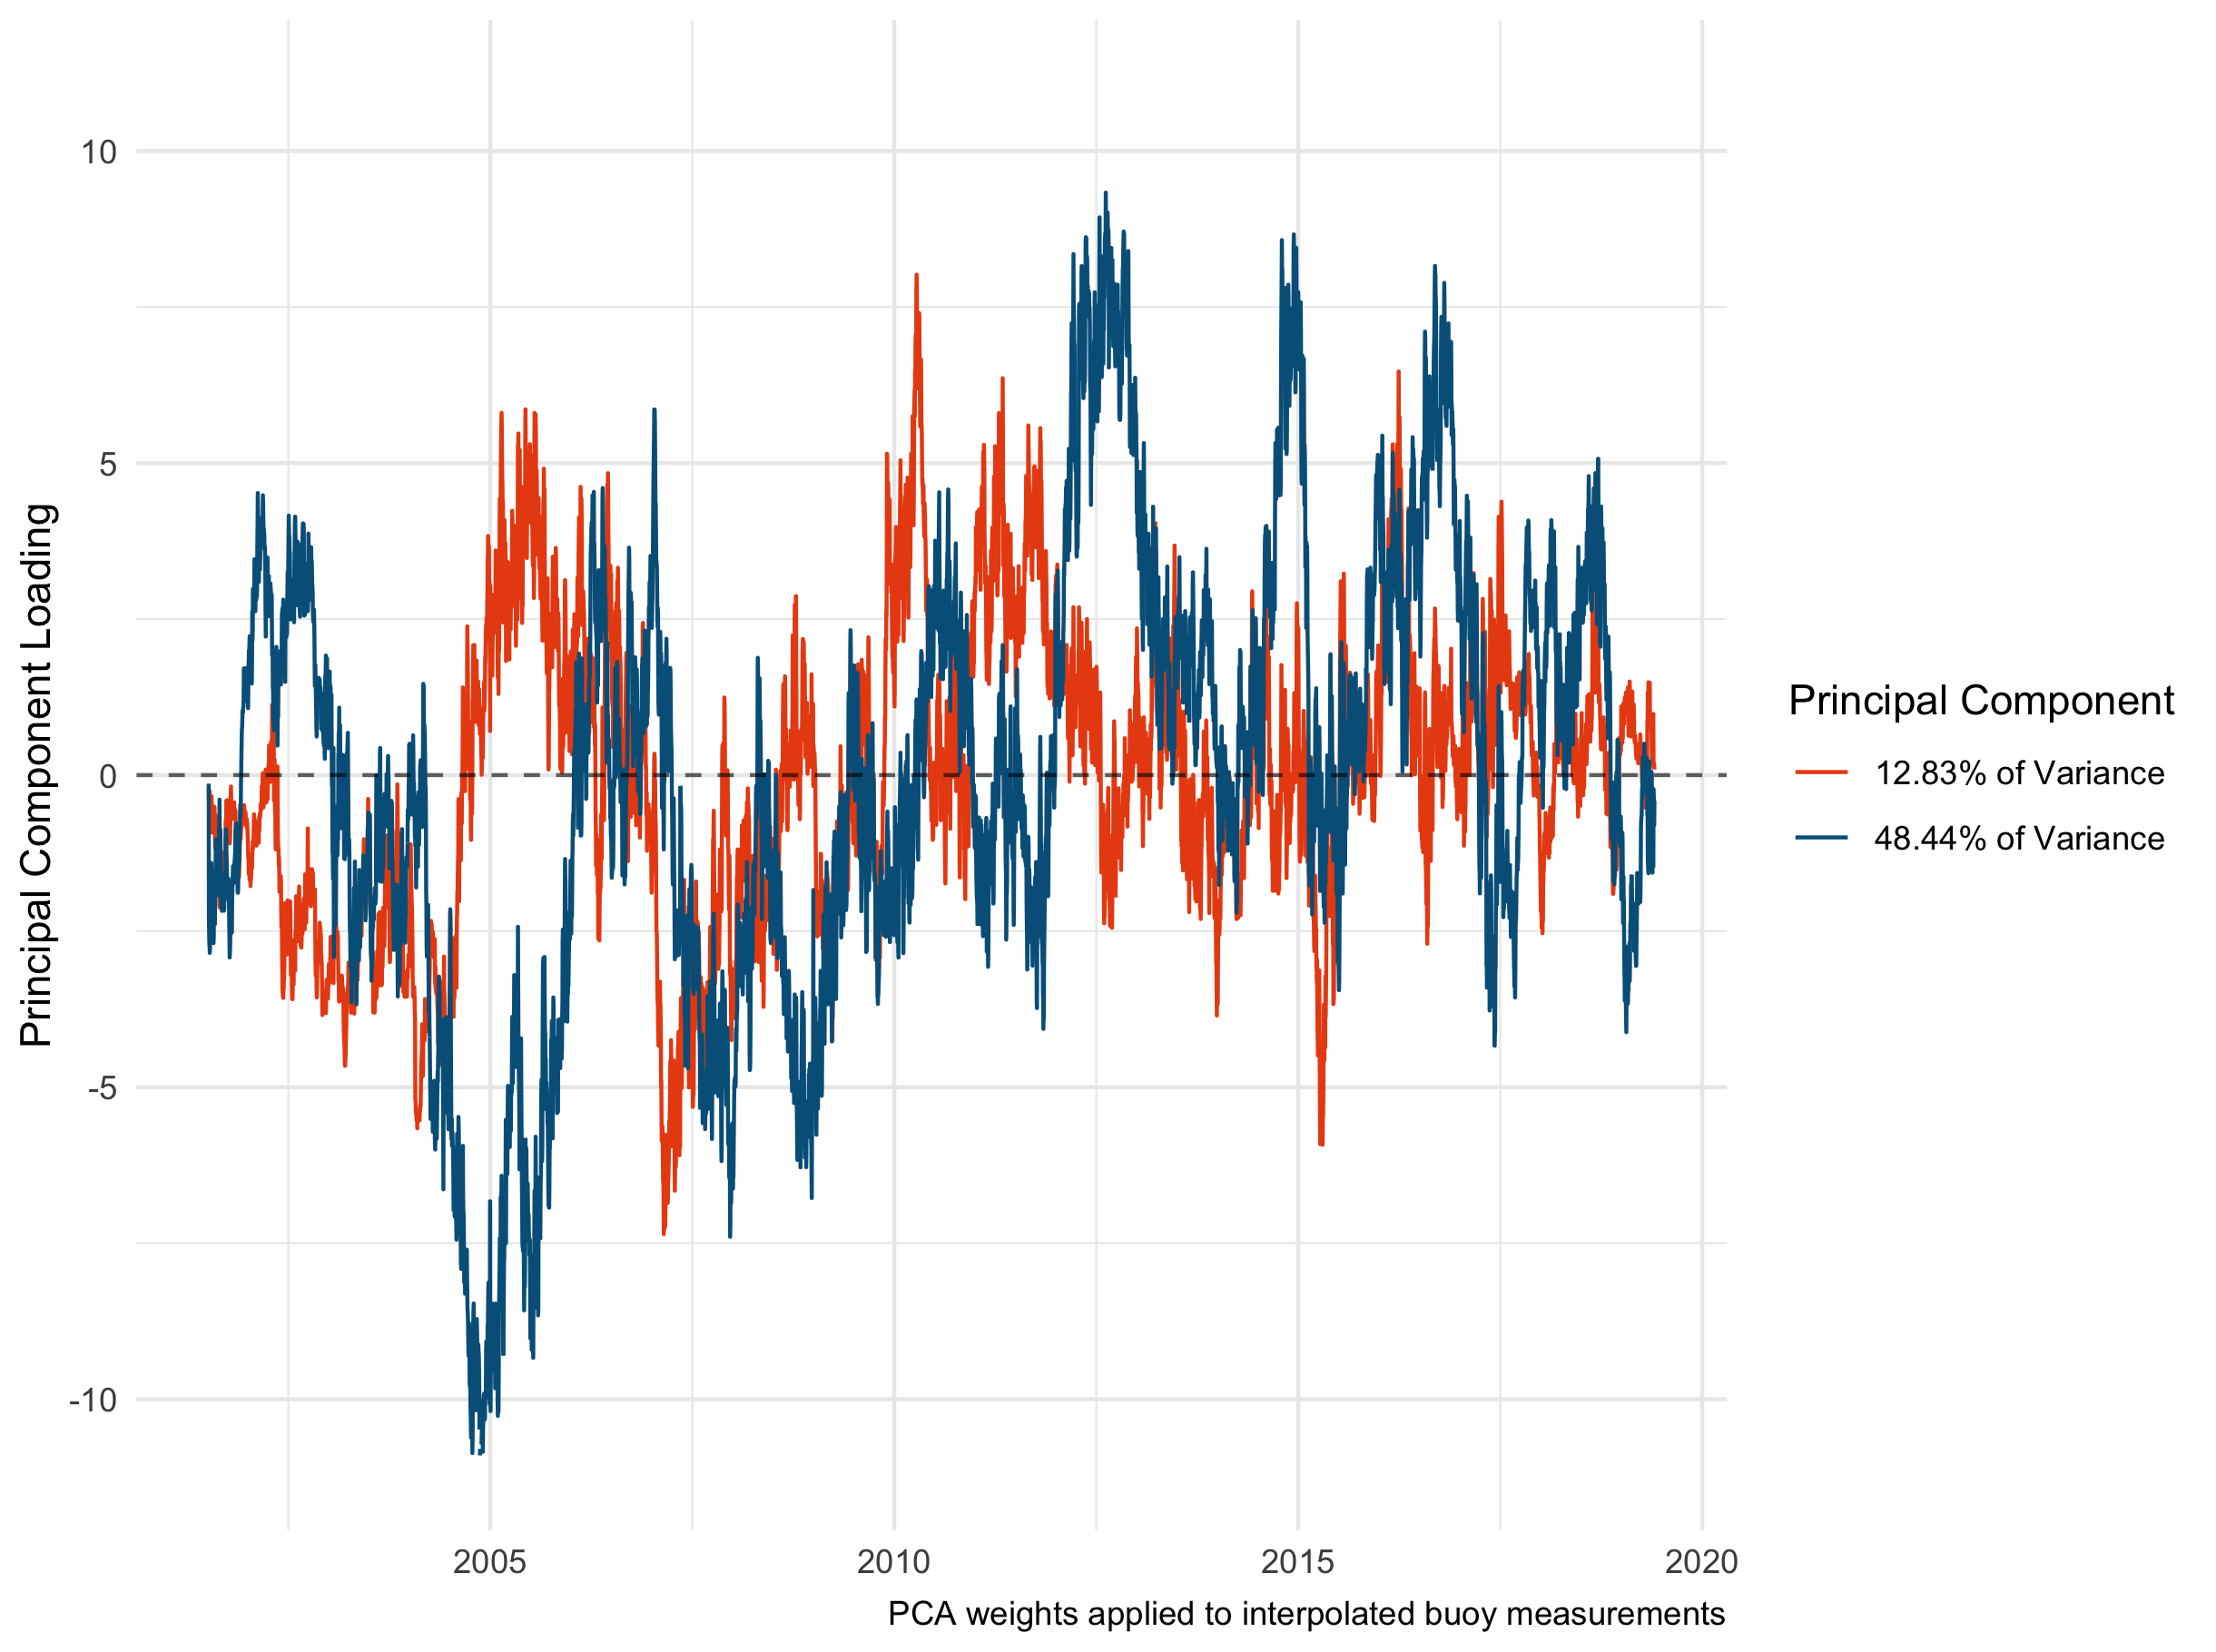 Principal Component Loading
10
5
0
-5
-10
2005 2010 2015 2020
PCA weights applied to interpolated buoy measurements
Principal Component
12.83% of Variance
48.44% of Variance